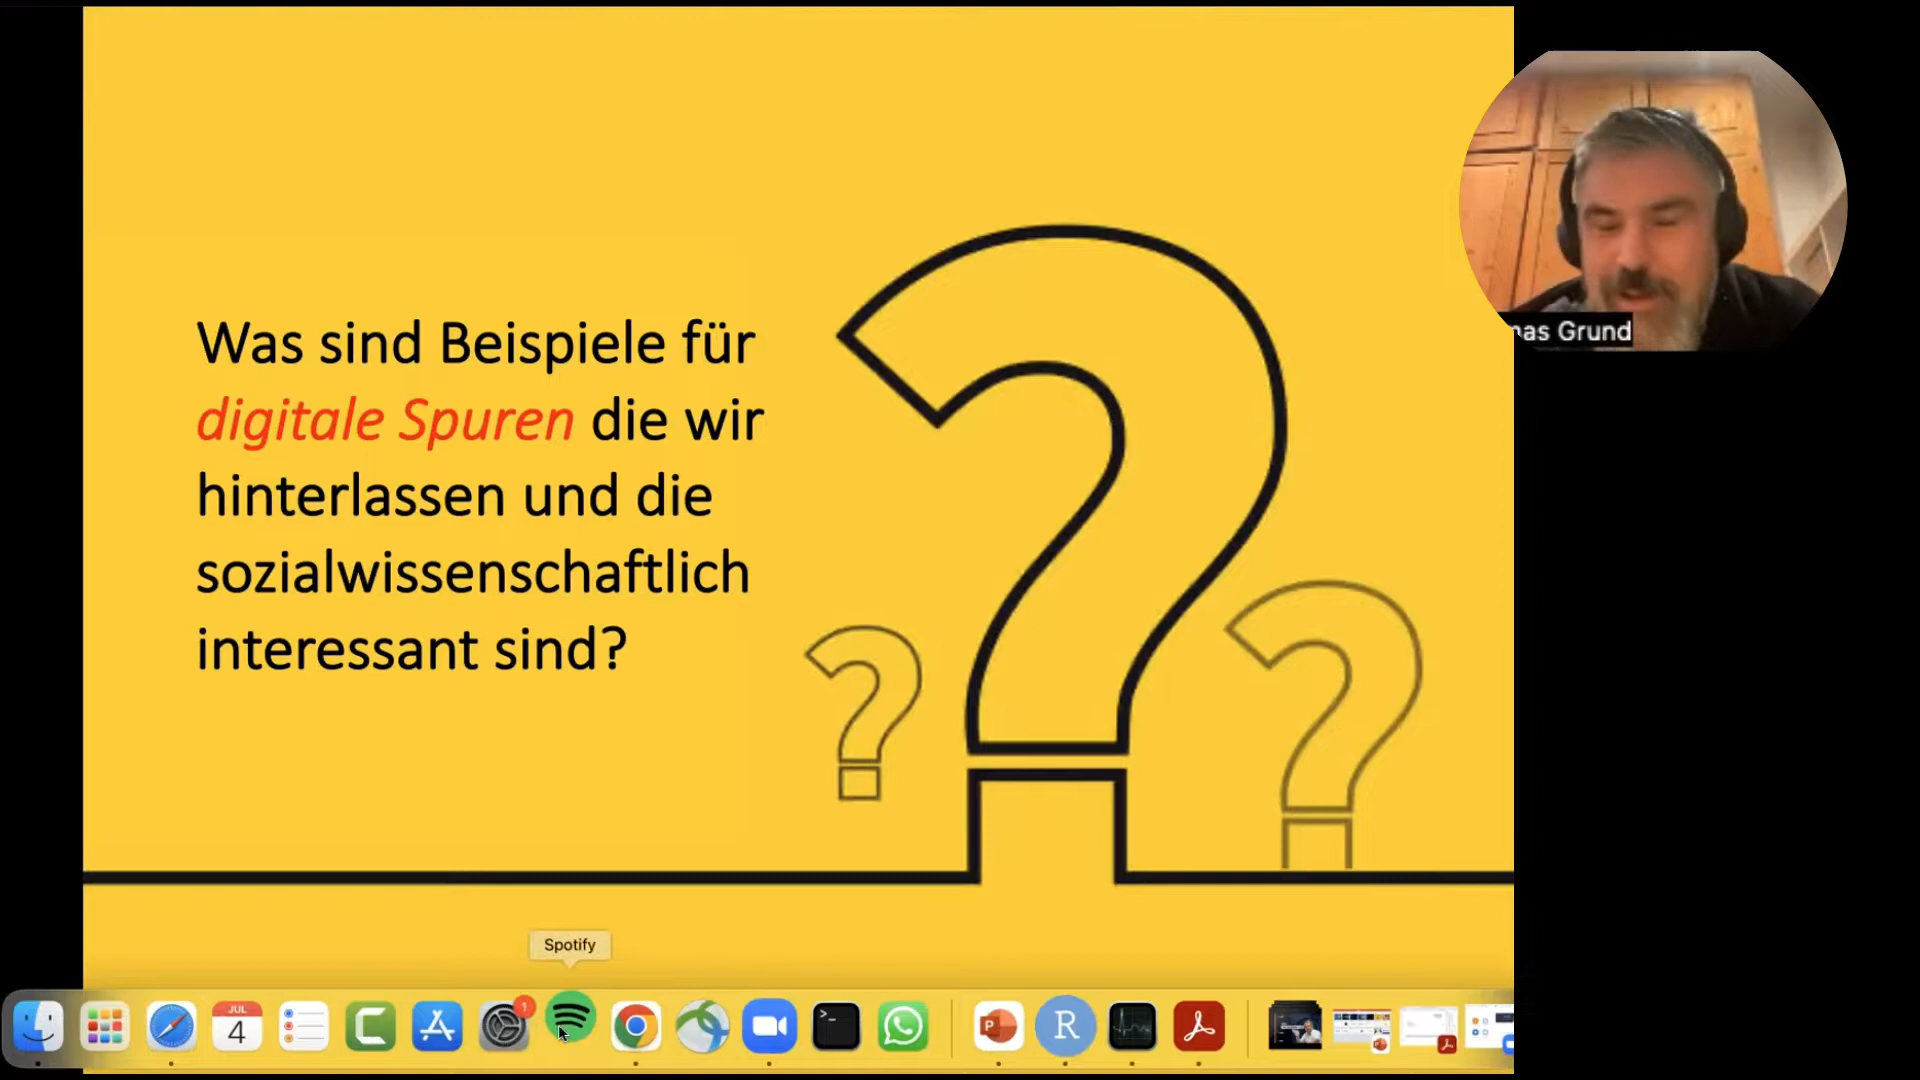 Was sind Beispiele für
digitale Spuren die wir
hinterlassen und die
sozialwissenschaftlich
interessant sind?
nas Grund
Spotify
JUL
4
1
>_
P
R